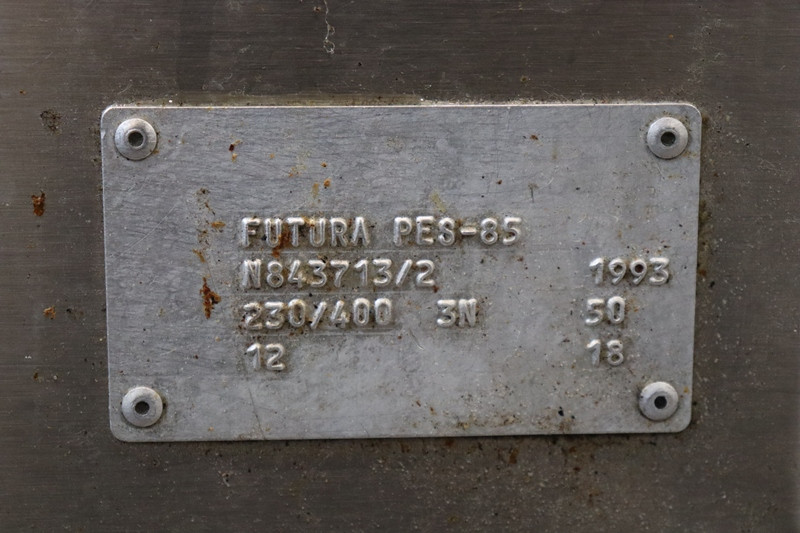 FUTURA PES-85
N843713/2 1993
230/400 3N 50
12 18